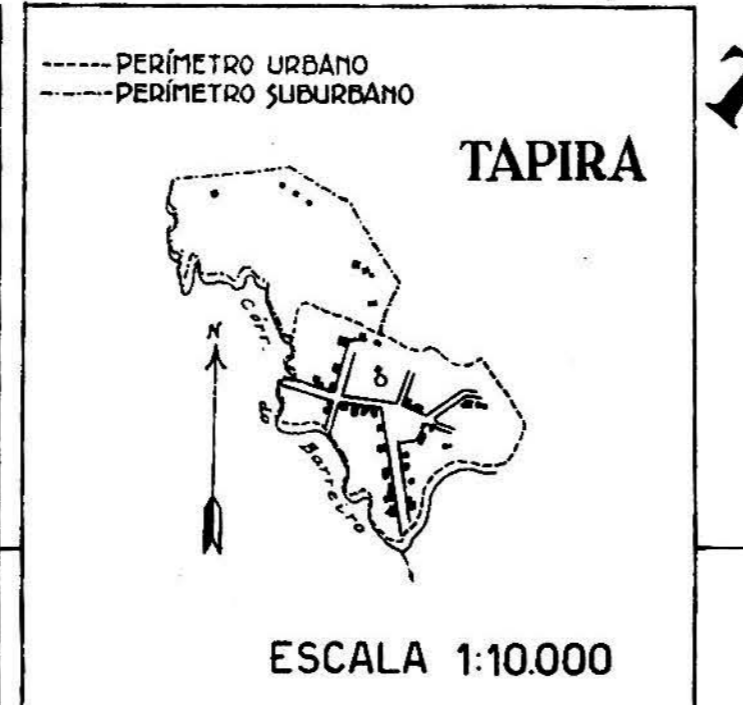 ------PERÍMETRO URBANO
-·-·-·-PERÍMETRO SUBURBANO
TAPIRA
Córr.
do
Barreiro
N
ESCALA 1:10.000